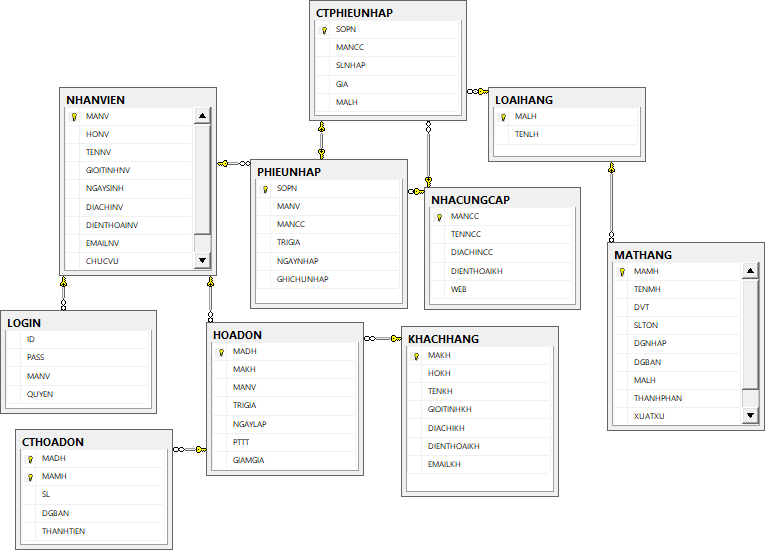 CTPHIEUNHAP
SOPN
MANCC
SLNHAP
GIA
MALH
NHANVIEN
MANV
HONV
TENNV
GIOITINHNV
NGAYSINH
DIACHINV
DIENTHOAINV
EMAILNV
CHUCVU
LOAIHANG
MALH
TENLH
PHIEUNHAP
SOPN
MANV
MANCC
TRIGIA
NGAYNHAP
GHICHUNHAP
NHACUNGCAP
MANCC
TENNCC
DIACHINCC
DIENTHOAIKH
WEB
MATHANG
MAMH
TENMH
DVT
SLTON
DGNHAP
DGBAN
MALH
THANHPHAN
XUATXU
LOGIN
ID
PASS
MANV
QUYEN
HOADON
MADH
MAKH
MANV
TRIGIA
NGAYLAP
PTTT
GIAMGIA
KHACHHANG
MAKH
HOKH
TENKH
GIOITINHKH
DIACHIKH
DIENTHOAIKH
EMAILKH
CTHOADON
MADH
MAMH
SL
DGBAN
THANHTIEN